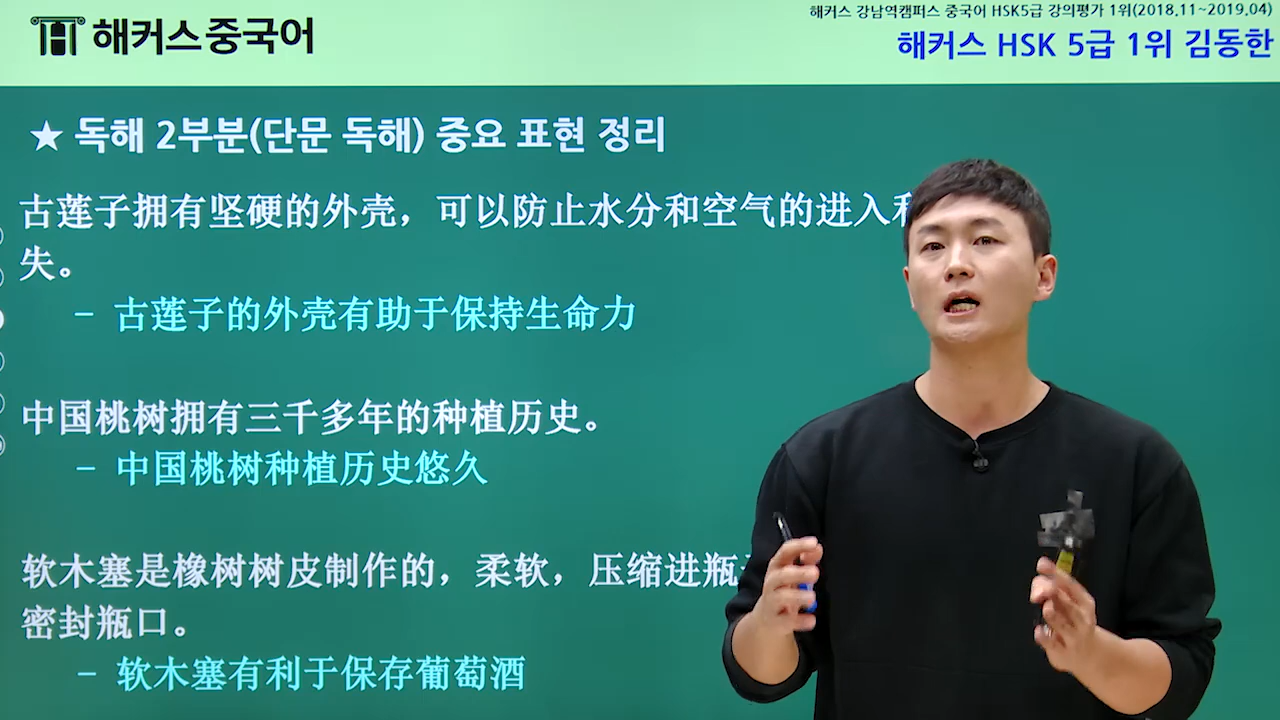 해커스중국어
해커스 강남역캠퍼스 중국어 HSK5급 강의평가 1위(2018.11~2019.04)
해커스 HSK 5급 1위 김동한
★ 독해 2부분(단문 독해) 중요 표현 정리
古莲子拥有坚硬的外壳，可以防止水分和空气的进入和
失。
– 古莲子的外壳有助于保持生命力
中国桃树拥有三千多年的种植历史。
– 中国桃树种植历史悠久
软木塞是橡树树皮制作的，柔软，压缩进瓶
密封瓶口。
– 软木塞有利于保存葡萄酒